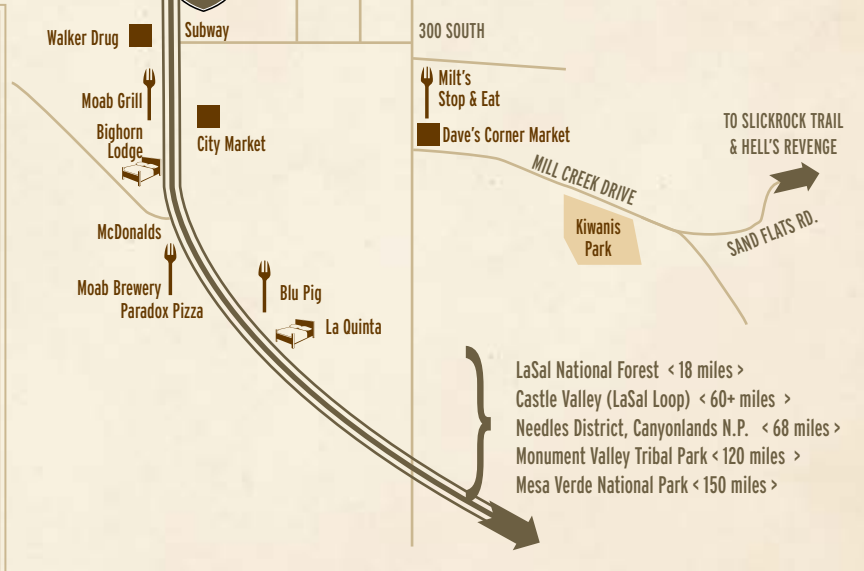 Walker Drug
Subway
300 SOUTH
Moab Grill
Milt's
Stop & Eat
Bighorn
Lodge
City Market
Dave's Corner Market
TO SLICKROCK TRAIL
& HELL'S REVENGE
MILL CREEK DRIVE
Kiwanis
Park
SAND FLATS RD.
McDonalds
Moab Brewery
Paradox Pizza
Blu Pig
La Quinta
LaSal National Forest < 18 miles >
Castle Valley (LaSal Loop) < 60+ miles >
Needles District, Canyonlands N.P. < 68 miles >
Monument Valley Tribal Park < 120 miles >
Mesa Verde National Park < 150 miles >